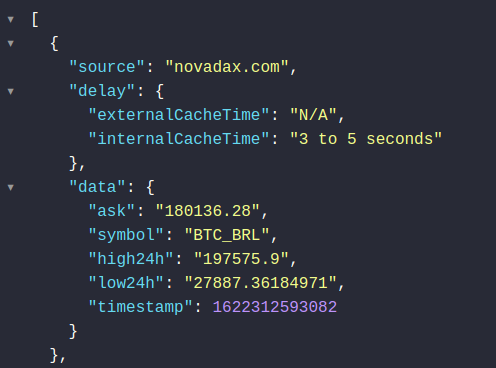 [
{
"source": "novadax.com",
"delay": {
"externalCacheTime": "N/A",
"internalCacheTime": "3 to 5 seconds"
},
"data": {
"ask": "180136.28",
"symbol": "BTC_BRL",
"high24h": "197575.9",
"low24h": "27887.36184971",
"timestamp": 1622312593082
}
},